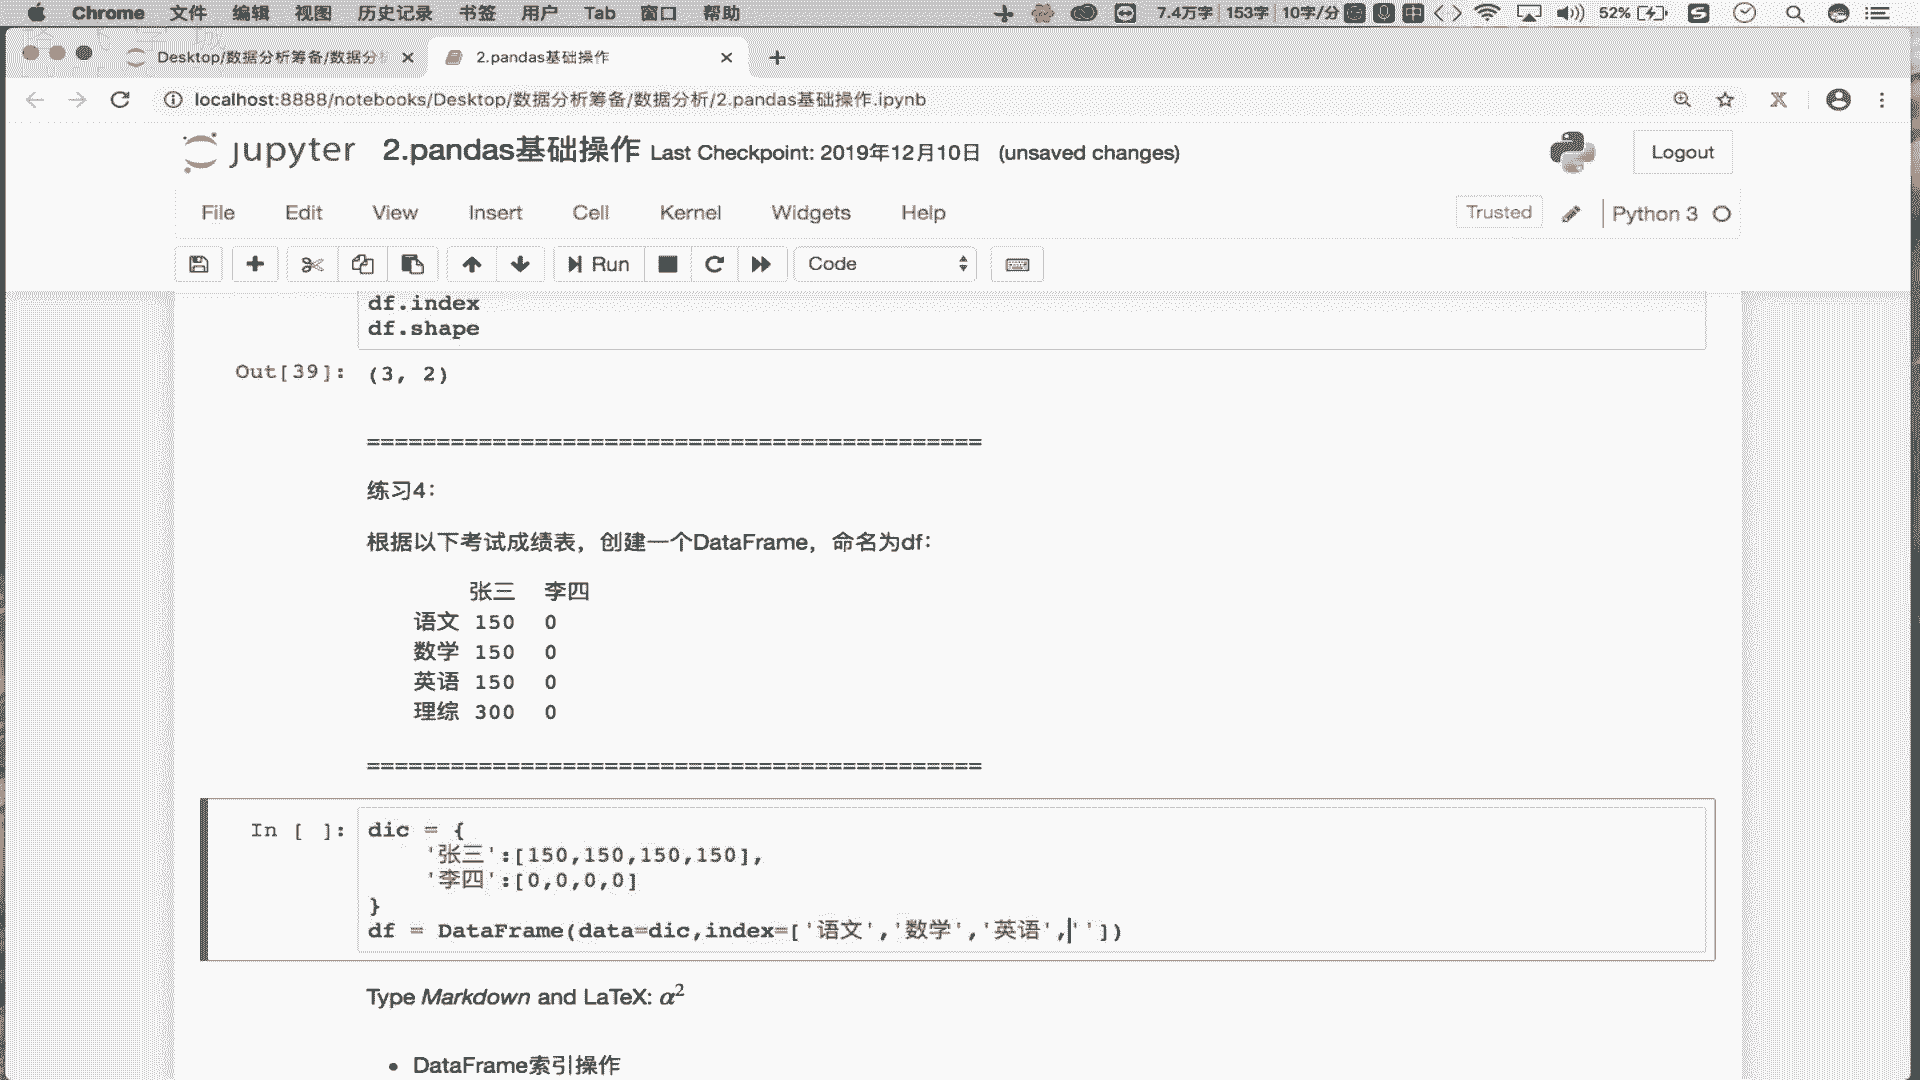 Chrome 文件 编辑 视图 历史记录 书签 用户 Tab 窗口 帮助 7.4万字 153字 10字/分 中 52%
Desktop/数据分析筹备/数据分析 2.pandas基础操作
localhost:8888/notebooks/Desktop/数据分析筹备/数据分析/2.pandas基础操作.ipynb
jupyter 2.pandas基础操作 Last Checkpoint: 2019年12月10日 (unsaved changes) Logout
File Edit View Insert Cell Kernel Widgets Help Trusted Python 3
Run Code
df.index
df.shape
Out[39]: (3, 2)
============================================
练习4：
根据以下考试成绩表，创建一个DataFrame，命名为df：
张三 李四
语文 150 0
数学 150 0
英语 150 0
理综 300 0
============================================
In [ ]: dic = {
'张三':[150,150,150,150],
'李四':[0,0,0,0]
}
df = DataFrame(data=dic,index=['语文','数学','英语',''])
Type Markdown and LaTeX: α²
• DataFrame索引操作